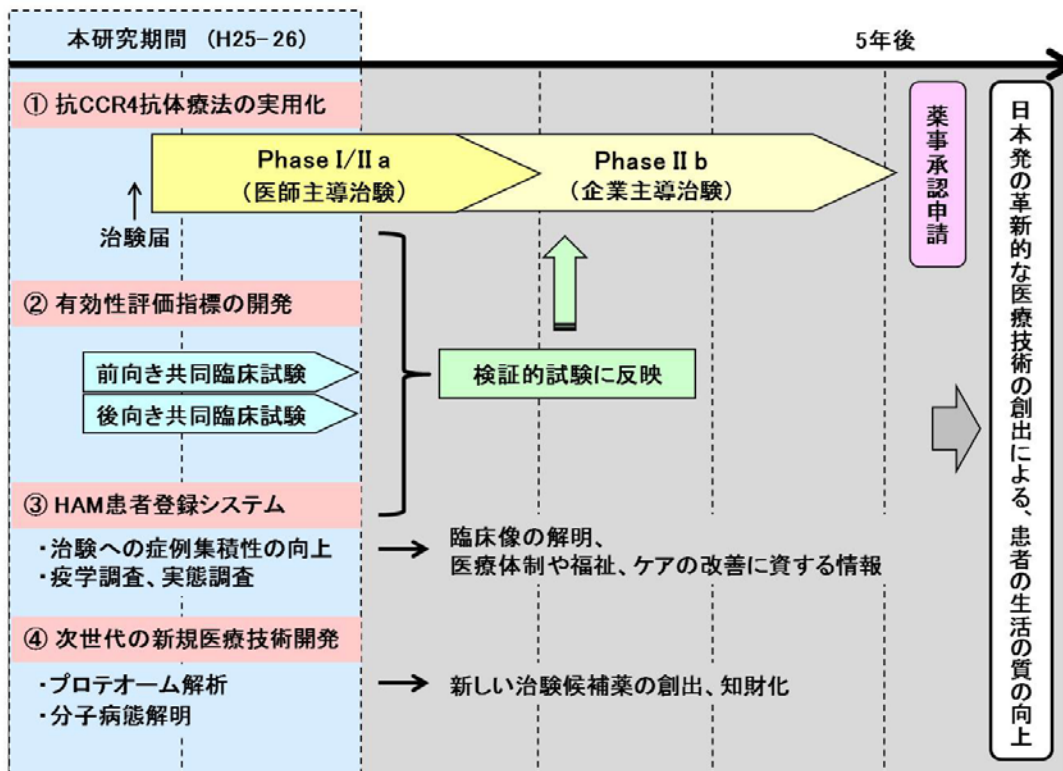 本研究期間 (H25-26)
5年後
① 抗CCR4抗体療法の実用化
Phase I/II a
（医師主導治験）
Phase II b
（企業主導治験）
治験届
薬事承認申請
② 有効性評価指標の開発
前向き共同臨床試験
後向き共同臨床試験
検証的試験に反映
③ HAM患者登録システム
・治験への症例集積性の向上
・疫学調査、実態調査
臨床像の解明、
医療体制や福祉、ケアの改善に資する情報
④ 次世代の新規医療技術開発
・プロテオーム解析
・分子病態解明
新しい治験候補薬の創出、知財化
日本発の革新的な医療技術の創出による、患者の生活の質の向上